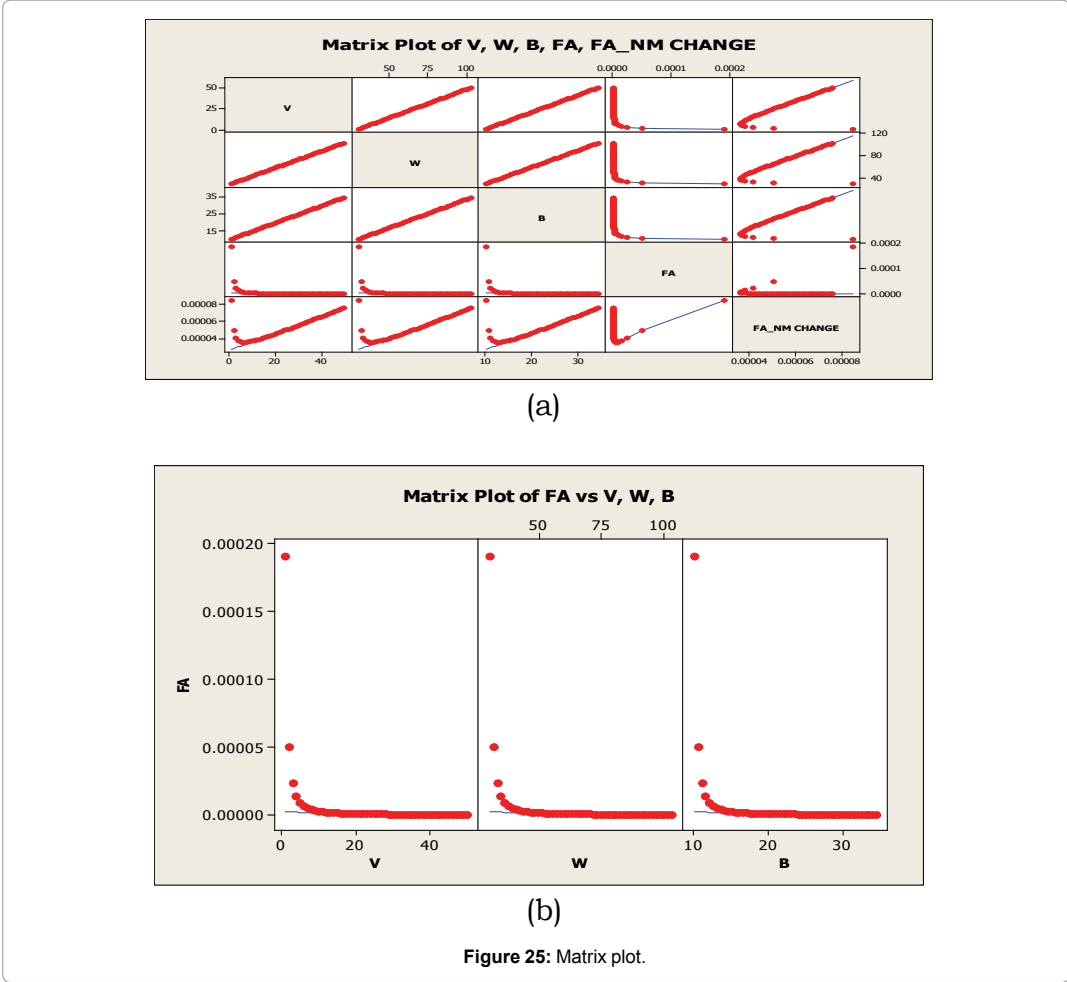 Matrix Plot of V, W, B, FA, FA_NM CHANGE
50 75 100 0.0000 0.0001 0.0002
50
25
0
V
120
80
40
W
35
25
15
B
0.0002
0.0001
0.0000
FA
0.00008
0.00006
0.00004
FA_NM CHANGE
0 20 40 10 20 30 0.00004 0.00006 0.00008
(a)
Matrix Plot of FA vs V, W, B
50 75 100
0.00020
0.00015
0.00010
0.00005
0.00000
FA
0 20 40 10 20 30
V W B
(b)
Figure 25: Matrix plot.